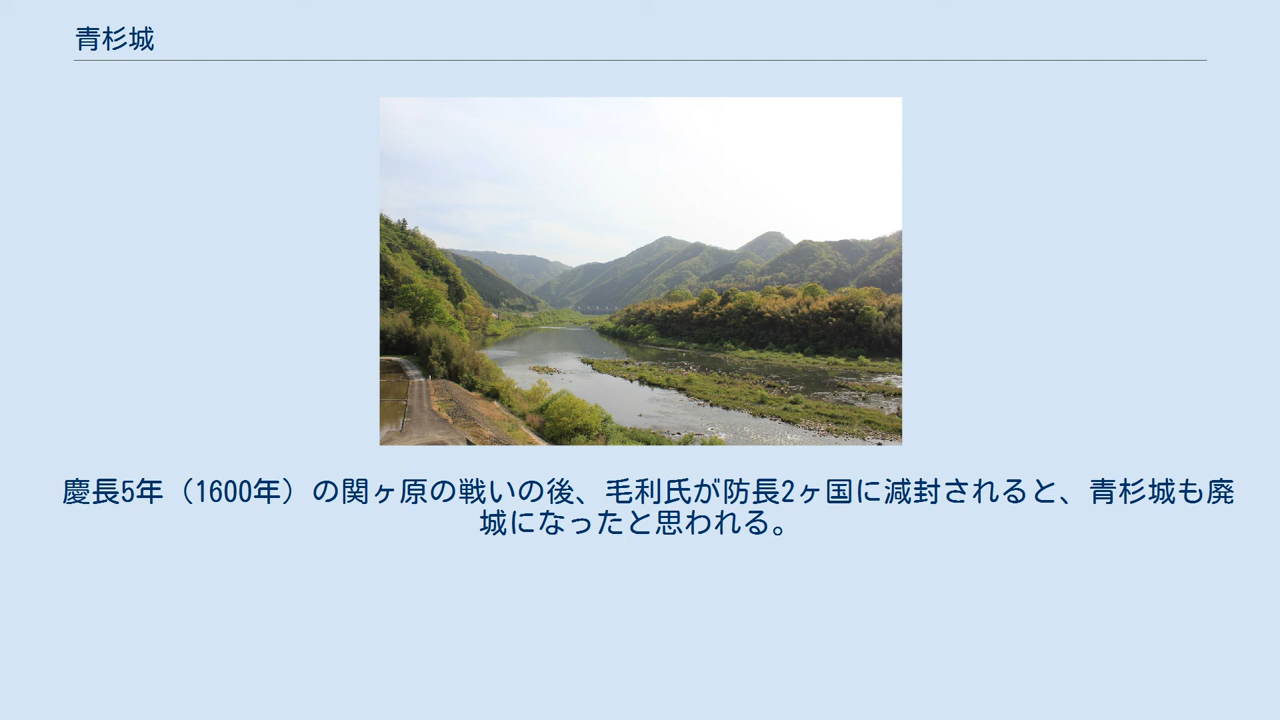 青杉城
慶長5年（1600年）の関ヶ原の戦いの後、毛利氏が防長2ヶ国に減封されると、青杉城も廃
城になったと思われる。